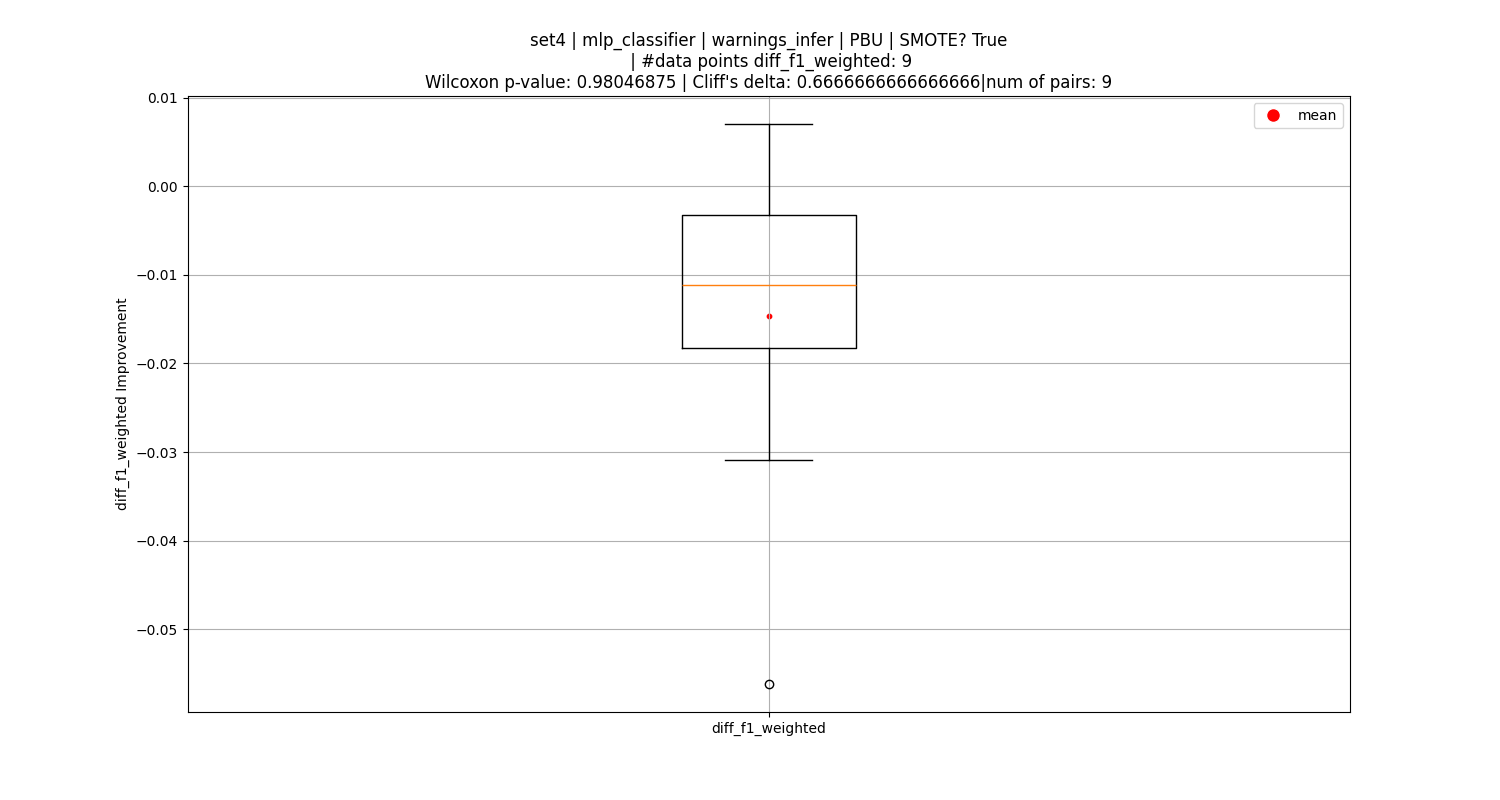 set4 | mlp_classifier | warnings_infer | PBU | SMOTE? True
| #data points diff_f1_weighted: 9
Wilcoxon p-value: 0.98046875 | Cliff's delta: 0.6666666666666666|num of pairs: 9
mean
0.01
0.00
−0.01
−0.02
−0.03
−0.04
−0.05
diff_f1_weighted Improvement
diff_f1_weighted